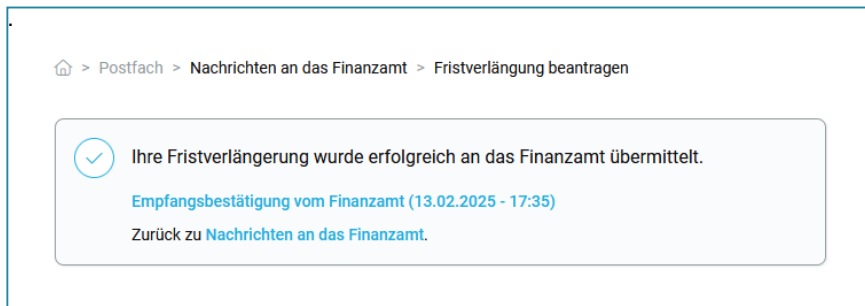 .
> Postfach > Nachrichten an das Finanzamt > Fristverlängung beantragen
Ihre Fristverlängerung wurde erfolgreich an das Finanzamt übermittelt.
Empfangsbestätigung vom Finanzamt (13.02.2025 - 17:35)
Zurück zu Nachrichten an das Finanzamt.